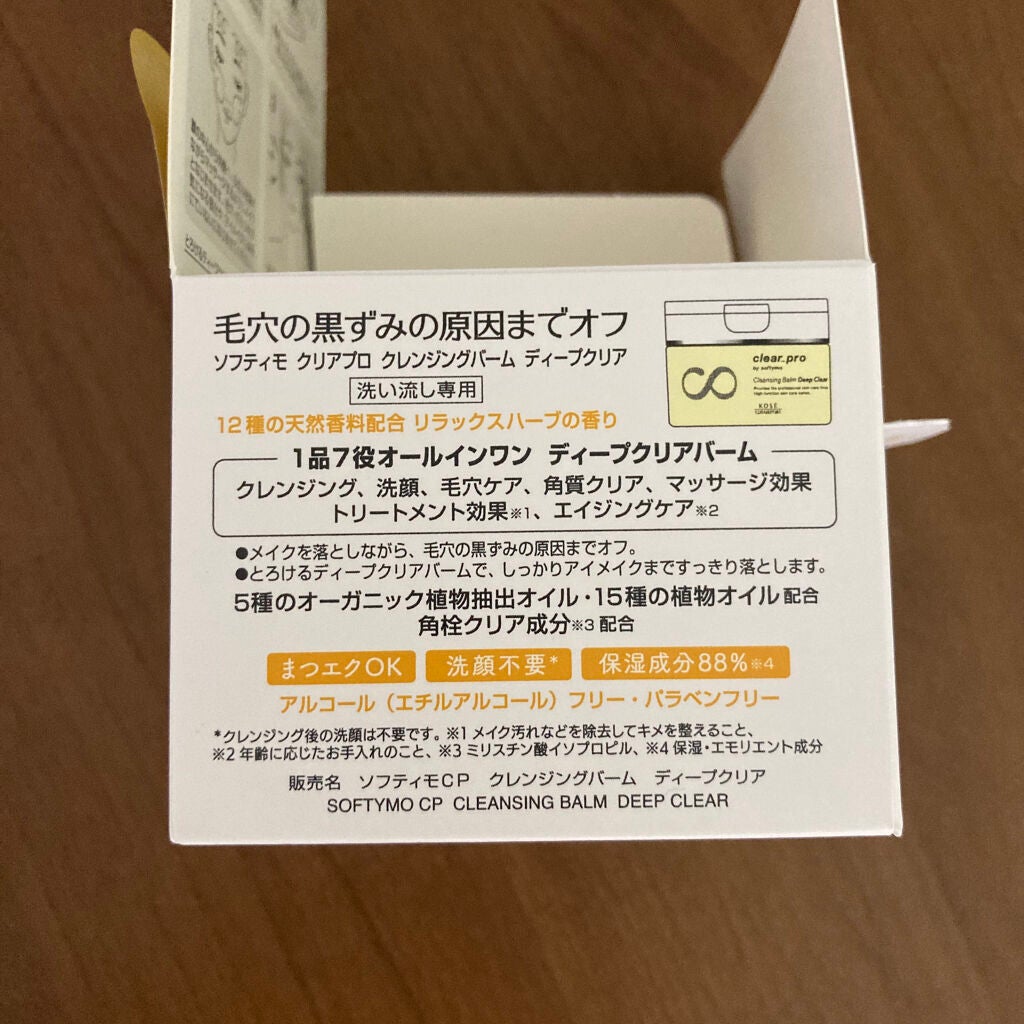 毛穴の黒ずみの原因までオフ
ソフティモ クリアプロ クレンジングバーム ディープクリア
洗い流し専用
12種の天然香料配合 リラックスハーブの香り
clear_pro
by softymo
Cleansing Balm Deep Clear
KOSÉ
1品7役オールインワン ディープクリアバーム
クレンジング、洗顔、毛穴ケア、角質クリア、マッサージ効果
トリートメント効果※1、エイジングケア※2
●メイクを落としながら、毛穴の黒ずみの原因までオフ。
●とろけるディープクリアバームで、しっかりアイメイクまですっきり落とします。
5種のオーガニック植物抽出オイル・15種の植物オイル配合
角栓クリア成分※3配合
まつエクOK 洗顔不要* 保湿成分88%※4
アルコール（エチルアルコール）フリー・パラベンフリー
*クレンジング後の洗顔は不要です。※1 メイク汚れなどを除去してキメを整えること、
※2 年齢に応じたお手入れのこと、※3 ミリスチン酸イソプロピル、※4 保湿・エモリエント成分
販売名 ソフティモCP クレンジングバーム ディープクリア
SOFTYMO CP CLEANSING BALM DEEP CLEAR